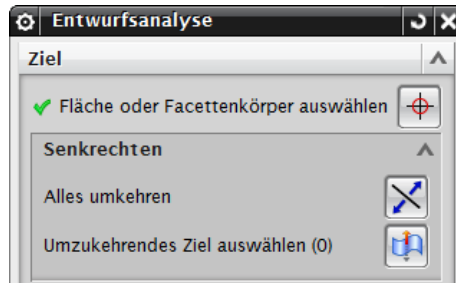 Entwurfsanalyse
Ziel
Fläche oder Facettenkörper auswählen
Senkrechten
Alles umkehren
Umzukehrendes Ziel auswählen (0)